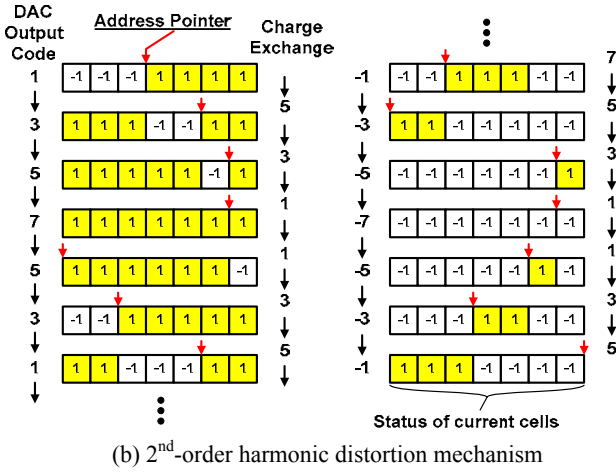 DAC Output Code
Address Pointer
Charge Exchange
1 -1 -1 -1 1 1 1 1
5
3 1 1 1 -1 -1 1 1
3
5 1 1 1 1 1 -1 1
1
7 1 1 1 1 1 1 1
1
5 1 1 1 1 1 1 -1
3
3 -1 -1 1 1 1 1 1
5
1 1 1 -1 -1 -1 1 1
7
-1 -1 -1 1 1 1 -1 -1
5
-3 1 1 -1 -1 -1 -1 -1
3
-5 -1 -1 -1 -1 -1 -1 1
1
-7 -1 -1 -1 -1 -1 -1 -1
1
-5 -1 -1 -1 -1 -1 1 -1
3
-3 -1 -1 -1 1 1 -1 -1
5
-1 1 1 1 -1 -1 -1 -1
Status of current cells
(b) 2nd-order harmonic distortion mechanism